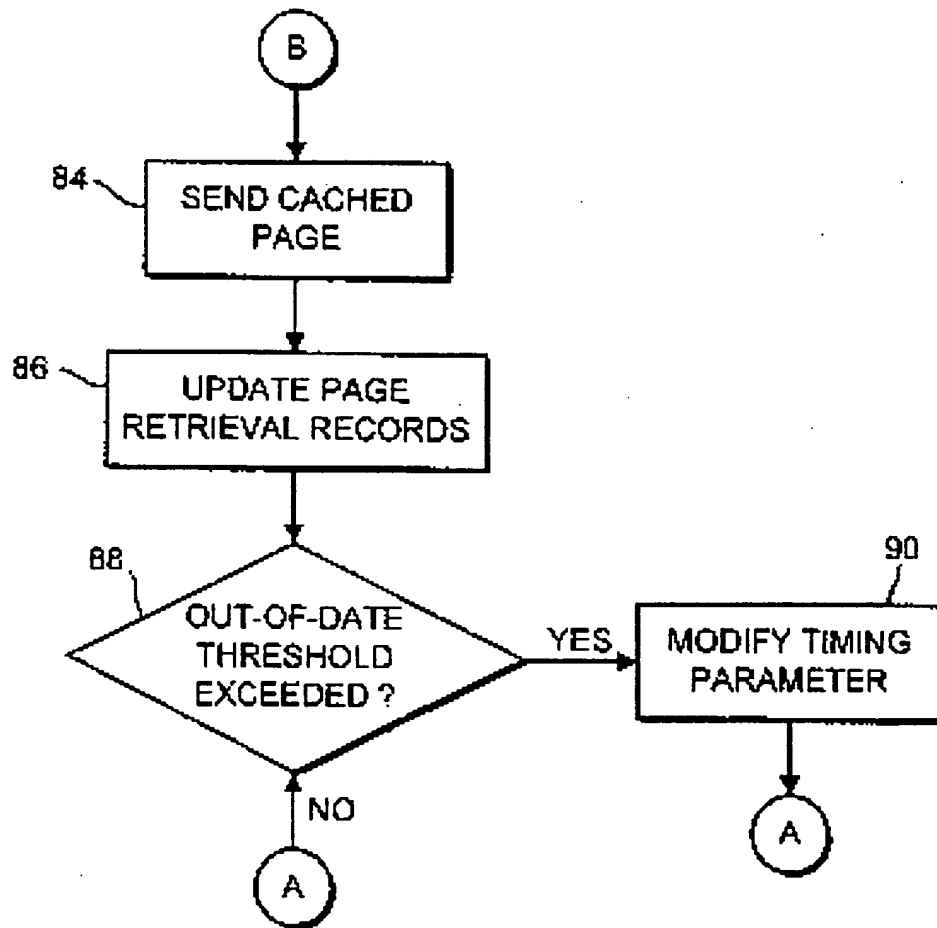 B
84
SEND CACHED
PAGE
86
UPDATE PAGE
RETRIEVAL RECORDS
88
OUT-OF-DATE
THRESHOLD
EXCEEDED ?
YES
90
MODIFY TIMING
PARAMETER
NO
A
A